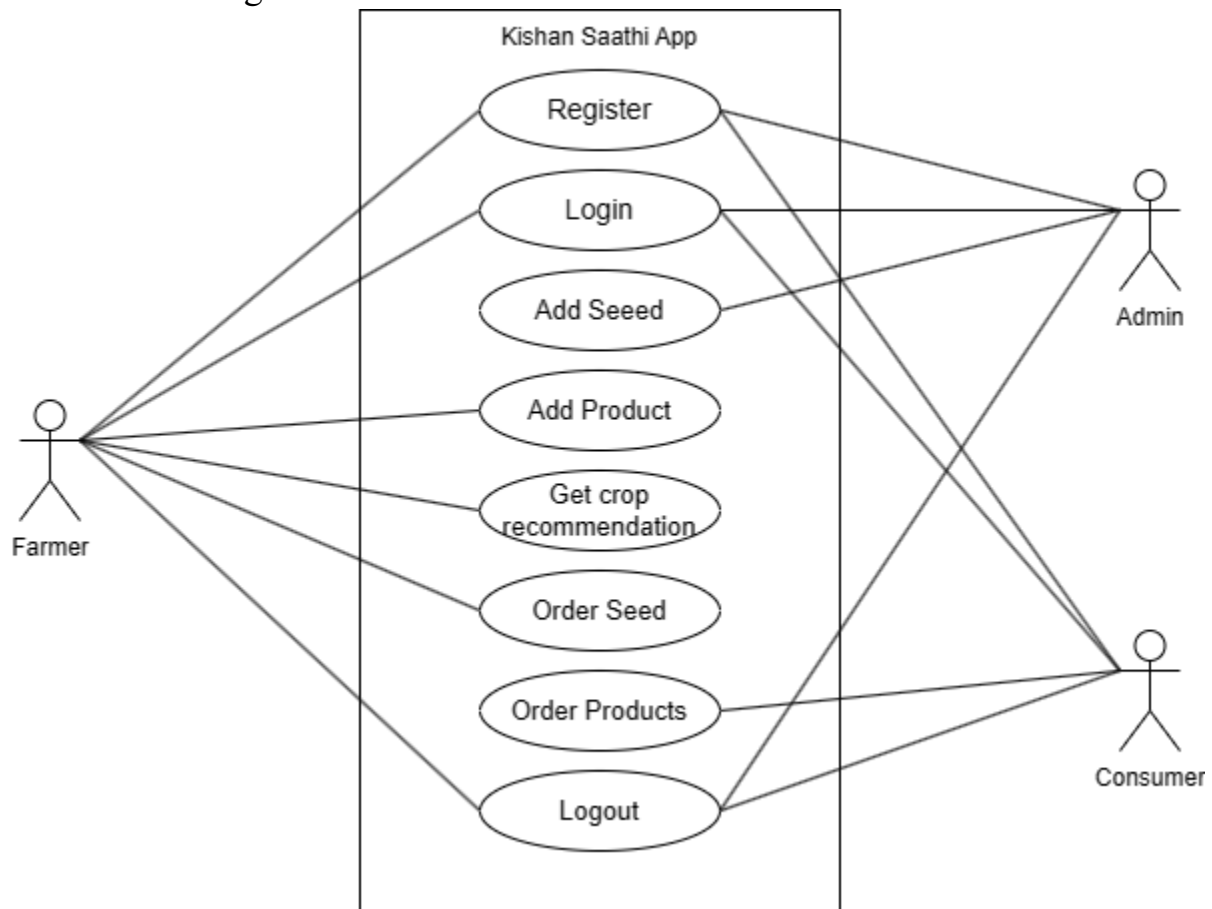 Kishan Saathi App
Register
Login
Add Seeed
Admin
Add Product
Get crop
recommendation
Farmer
Order Seed
Order Products
Consumer
Logout